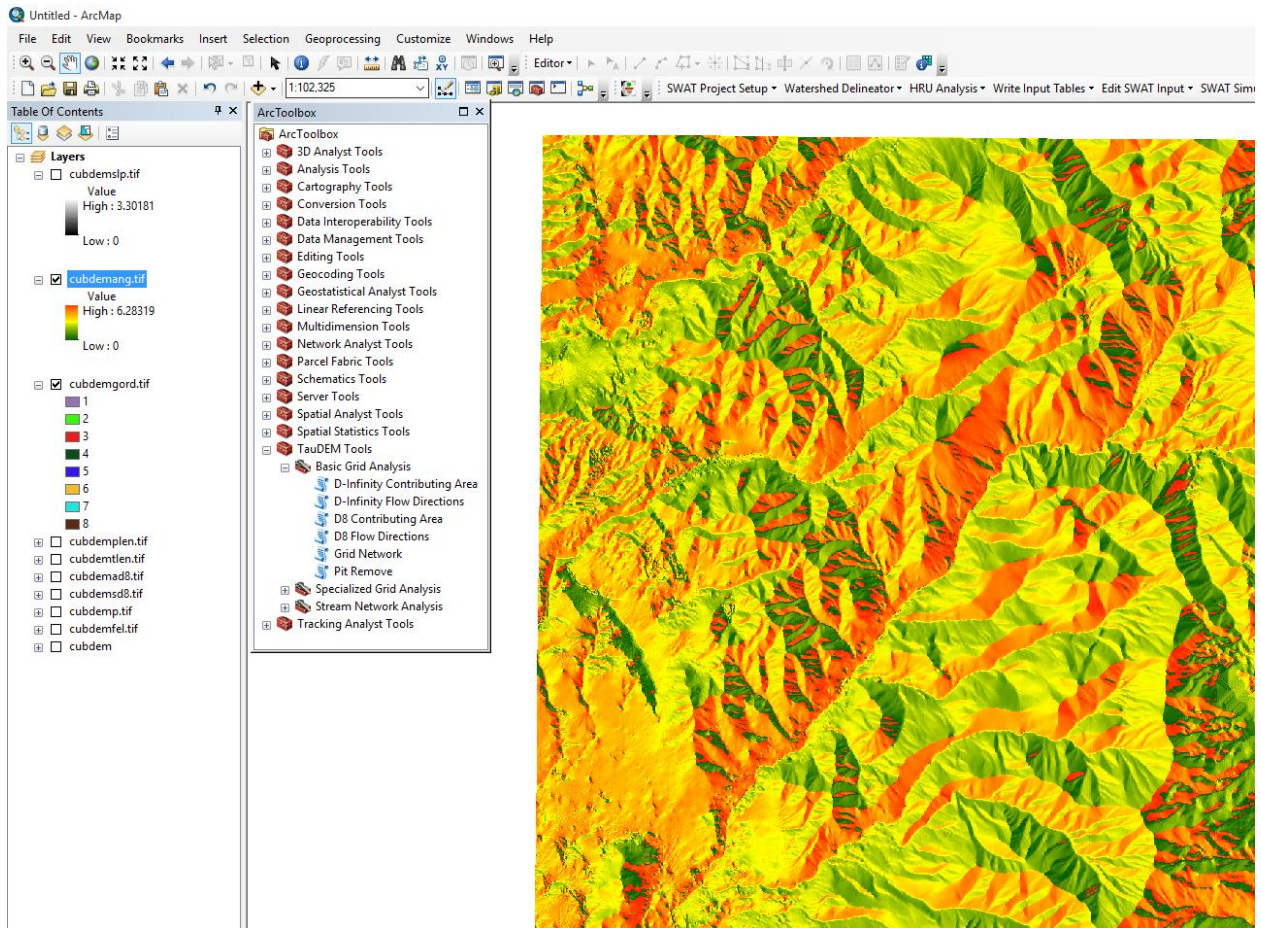 Untitled - ArcMap
File Edit View Bookmarks Insert Selection Geoprocessing Customize Windows Help
Editor
1:102,325
SWAT Project Setup Watershed Delineator HRU Analysis Write Input Tables Edit SWAT Input SWAT Simu
Table Of Contents
Layers
cubdemslp.tif
Value
High : 3.30181
Low : 0
cubdemang.tif
Value
High : 6.28319
Low : 0
cubdemgord.tif
1
2
3
4
5
6
7
8
cubdemplen.tif
cubdemtlen.tif
cubdemad8.tif
cubdemsd8.tif
cubdemp.tif
cubdemfel.tif
cubdem
ArcToolbox
ArcToolbox
3D Analyst Tools
Analysis Tools
Cartography Tools
Conversion Tools
Data Interoperability Tools
Data Management Tools
Editing Tools
Geocoding Tools
Geostatistical Analyst Tools
Linear Referencing Tools
Multidimension Tools
Network Analyst Tools
Parcel Fabric Tools
Schematics Tools
Server Tools
Spatial Analyst Tools
Spatial Statistics Tools
TauDEM Tools
Basic Grid Analysis
D-Infinity Contributing Area
D-Infinity Flow Directions
D8 Contributing Area
D8 Flow Directions
Grid Network
Pit Remove
Specialized Grid Analysis
Stream Network Analysis
Tracking Analyst Tools